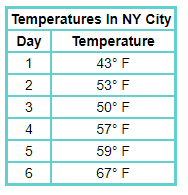 Temperatures In NY City
Day Temperature
1 43° F
2 53° F
3 50° F
4 57° F
5 59° F
6 67° F